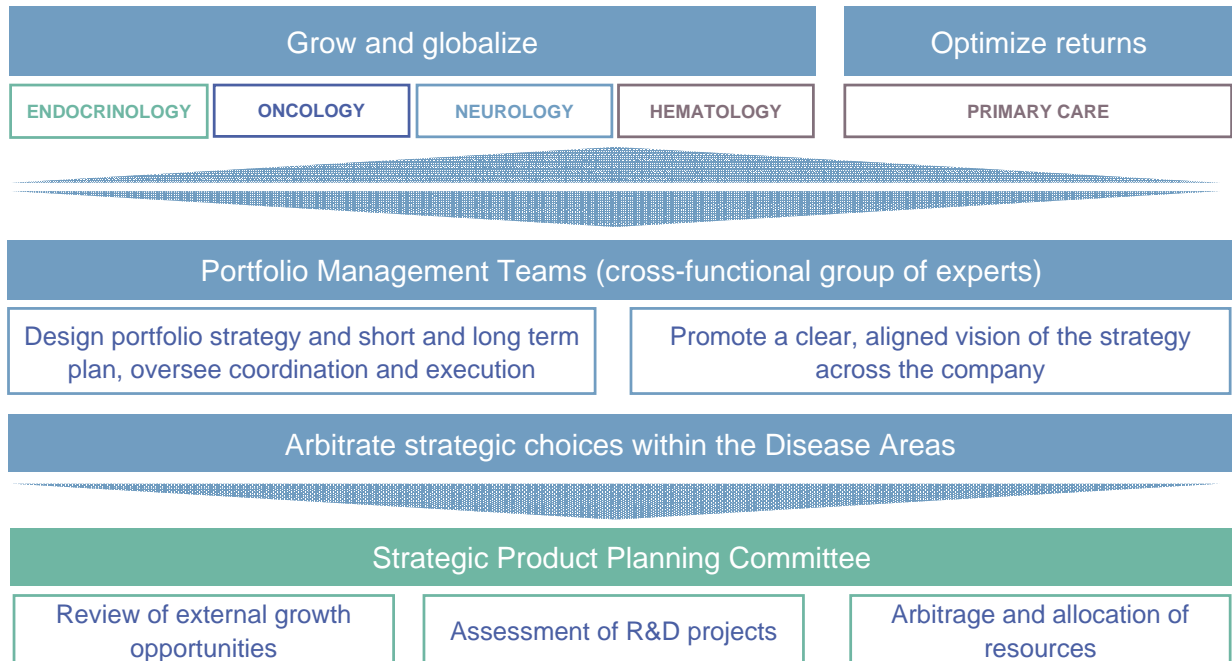 Grow and globalize
Optimize returns
ENDOCRINOLOGY
ONCOLOGY
NEUROLOGY
HEMATOLOGY
PRIMARY CARE
Portfolio Management Teams (cross-functional group of experts)
Design portfolio strategy and short and long term
plan, oversee coordination and execution
Promote a clear, aligned vision of the strategy
across the company
Arbitrate strategic choices within the Disease Areas
Strategic Product Planning Committee
Review of external growth
opportunities
Assessment of R&D projects
Arbitrage and allocation of
resources